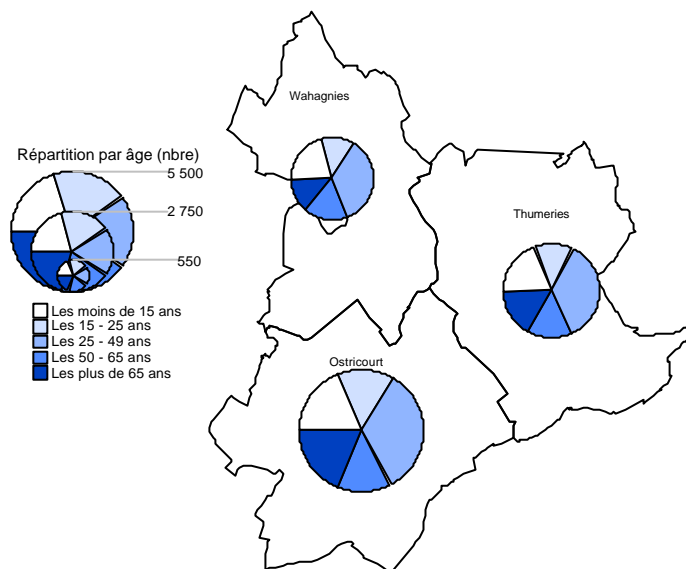 Wahagnies
Répartition par âge (nbre)
5 500
2 750
550
Thumeries
Les moins de 15 ans
Les 15 - 25 ans
Les 25 - 49 ans
Les 50 - 65 ans
Les plus de 65 ans
Ostricourt